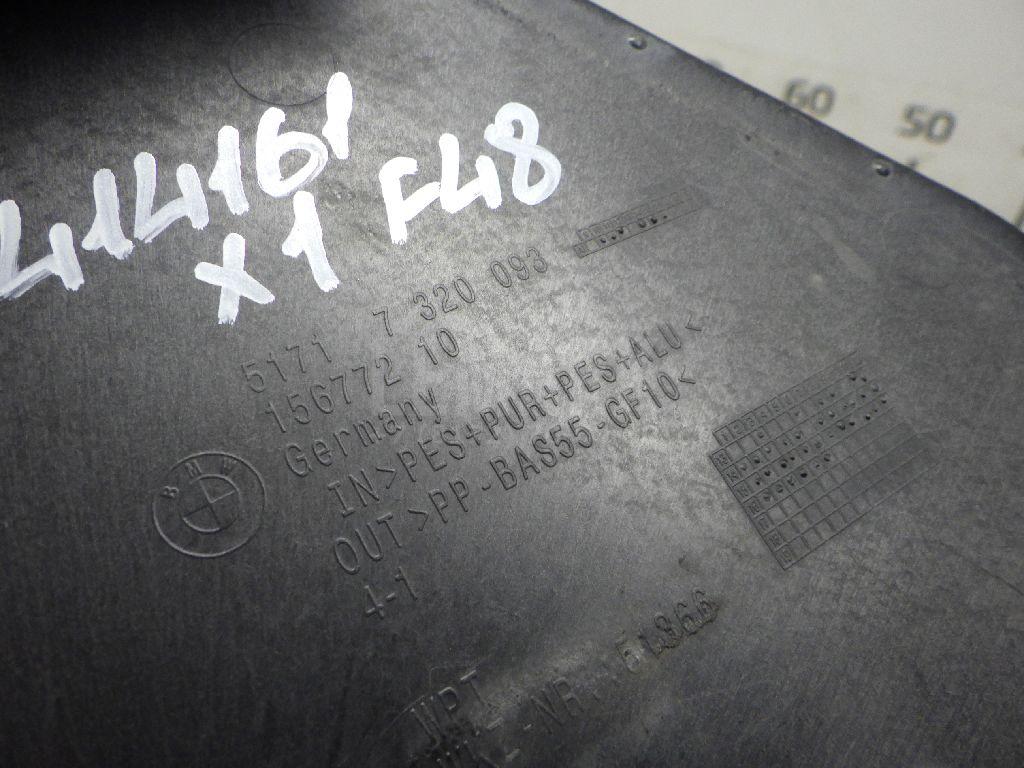 60 50
414161
X1 F48
5171 7 320 093
156772 10
Germany
IN>PES+PUR+PES+ALU<
OUT>PP-BAS55-GF10<
4-1
BMW